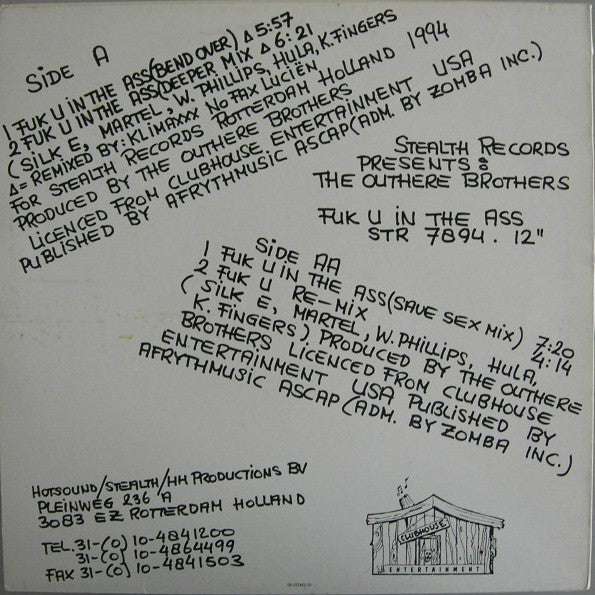 SIDE A
1 FUK U IN THE ASS (BEND OVER) ∆ 5:57
2 FUK U IN THE ASS (DEEPER MIX ∆ 6:21
(SILK E, MARTEL, W. PHILLIPS, HULA, K. FINGERS
∆ = REMIXED BY: KLIMAXXX NO FAX LUCIËN
FOR STEALTH RECORDS ROTTERDAM HOLLAND 1994
PRODUCED BY THE OUTHERE BROTHERS
LICENCED FROM CLUBHOUSE ENTERTAINMENT USA
PUBLISHED BY AFRYTHMUSIC ASCAP (ADM. BY ZOMBA INC.)
STEALTH RECORDS
PRESENTS:
THE OUTHERE BROTHERS
FUK U IN THE ASS
STR 7894. 12"
SIDE AA
1 FUK U IN THE ASS (SAVE SEX MIX) 7:20
2 FUK U RE-MIX 4:14
(SILK E, MARTEL, W. PHILLIPS, HULA,
K. FINGERS) PRODUCED BY THE OUTHERE
BROTHERS LICENCED FROM CLUBHOUSE
ENTERTAINMENT USA PUBLISHED BY
AFRYTHMUSIC ASCAP (ADM. BY ZOMBA INC.)
HOTSOUND/STEALTH/HH PRODUCTIONS BV
PLEINWEG 236 A
3083 EZ ROTTERDAM HOLLAND
TEL. 31-(0) 10-4841200
31-(0) 10-4864499
FAX 31-(0) 10-4841503
CLUBHOUSE
ENTERTAINMENT